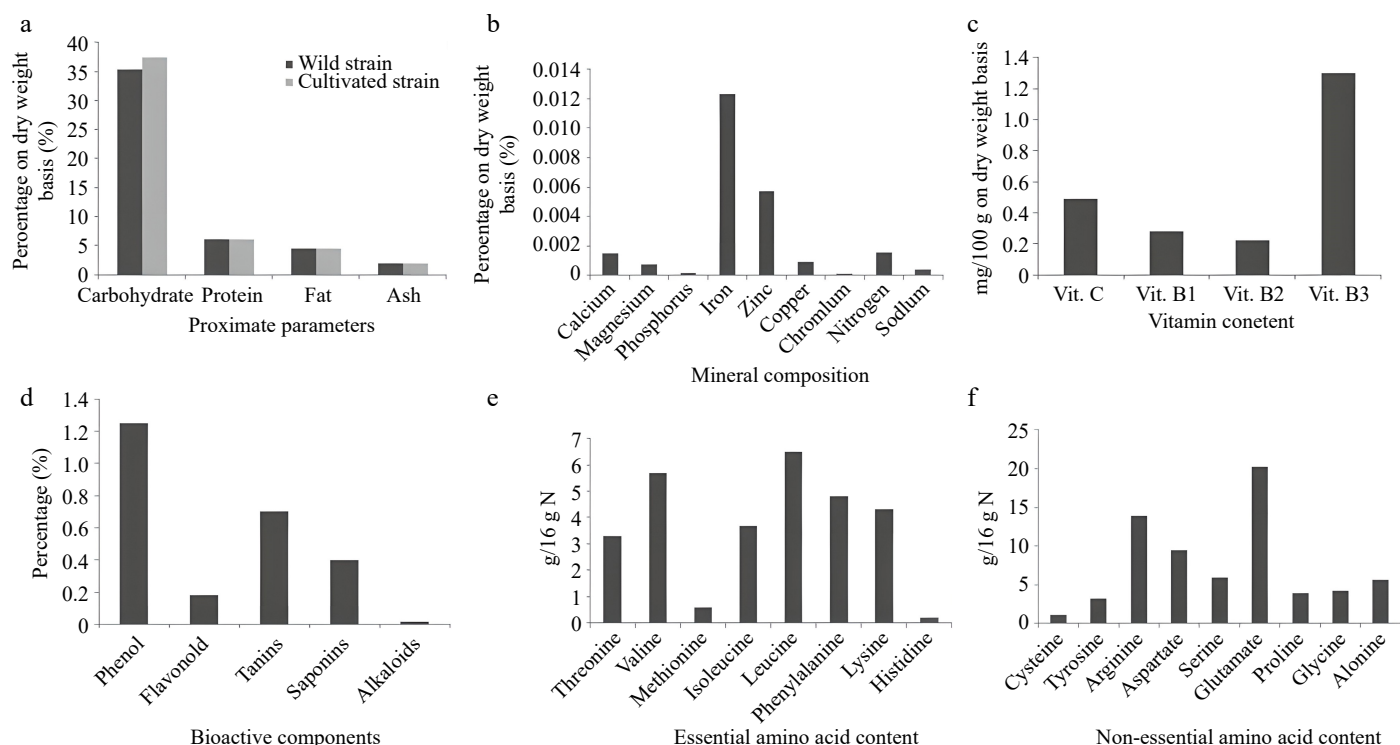 a
Peroentage on dry weight
basis (%)
40
35
30
25
20
15
10
5
0
Wild strain
Cultivated strain
Carbohydrate Protein Fat Ash
Proximate parameters
b
Peroentage on dry weight
basis (%)
0.014
0.012
0.010
0.008
0.006
0.004
0.002
0
Calcium
Magnesium
Phosphorus
Iron
Zinc
Copper
Chromlum
Nitrogen
Sodlum
Mineral composition
c
mg/100 g on dry weight basis
1.4
1.2
1.0
0.8
0.6
0.4
0.2
0
Vit. C Vit. B1 Vit. B2 Vit. B3
Vitamin conetent
d
Percentage (%)
1.4
1.2
1.0
0.8
0.6
0.4
0.2
0
Phenol
Flavonold
Tanins
Saponins
Alkaloids
Bioactive components
e
g/16 g N
7
6
5
4
3
2
1
0
Threonine
Valine
Methionine
Isoleucine
Leucine
Phenylalanine
Lysine
Histidine
Essential amino acid content
f
g/16 g N
25
20
15
10
5
0
Cysteine
Tyrosine
Arginine
Aspartate
Serine
Glutamate
Proline
Glycine
Alonine
Non-essential amino acid content